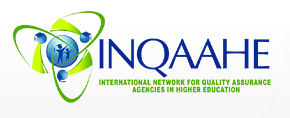 INQAAHE
INTERNATIONAL NETWORK FOR QUALITY ASSURANCE
AGENCIES IN HIGHER EDUCATION